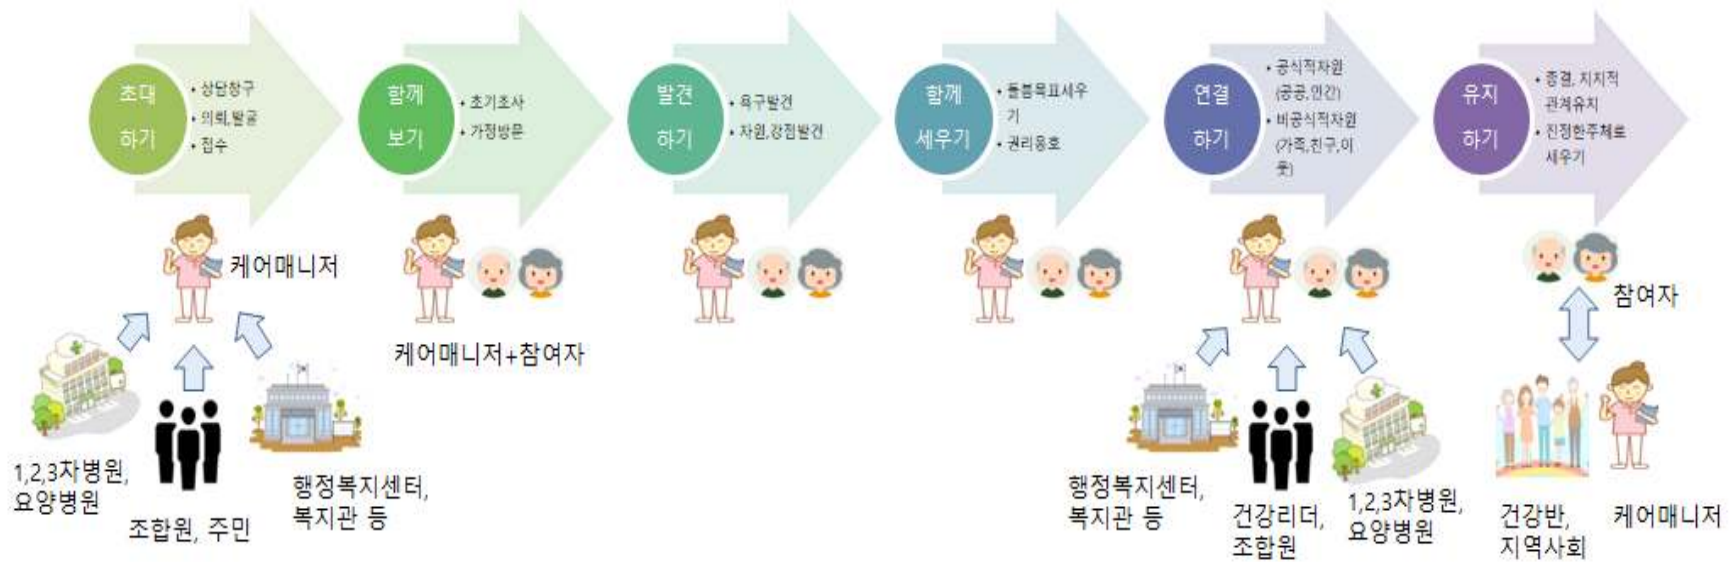 초대
하기
• 상담창구
• 의뢰,발굴
• 접수
함께
보기
• 초기조사
• 가정방문
발견
하기
• 욕구발견
• 자원,강점발견
함께
세우기
• 돌봄목표세우
기
• 권리옹호
연결
하기
• 공식적자원
(공공,민간)
• 비공식적자원
(가족,친구,이
웃)
유지
하기
• 종결, 지지적
관계유지
• 진정한주체로
세우기
케어매니저
1,2,3차병원,
요양병원
조합원, 주민
행정복지센터,
복지관 등
케어매니저+참여자
행정복지센터,
복지관 등
건강리더,
조합원
1,2,3차병원,
요양병원
참여자
건강반,
지역사회
케어매니저